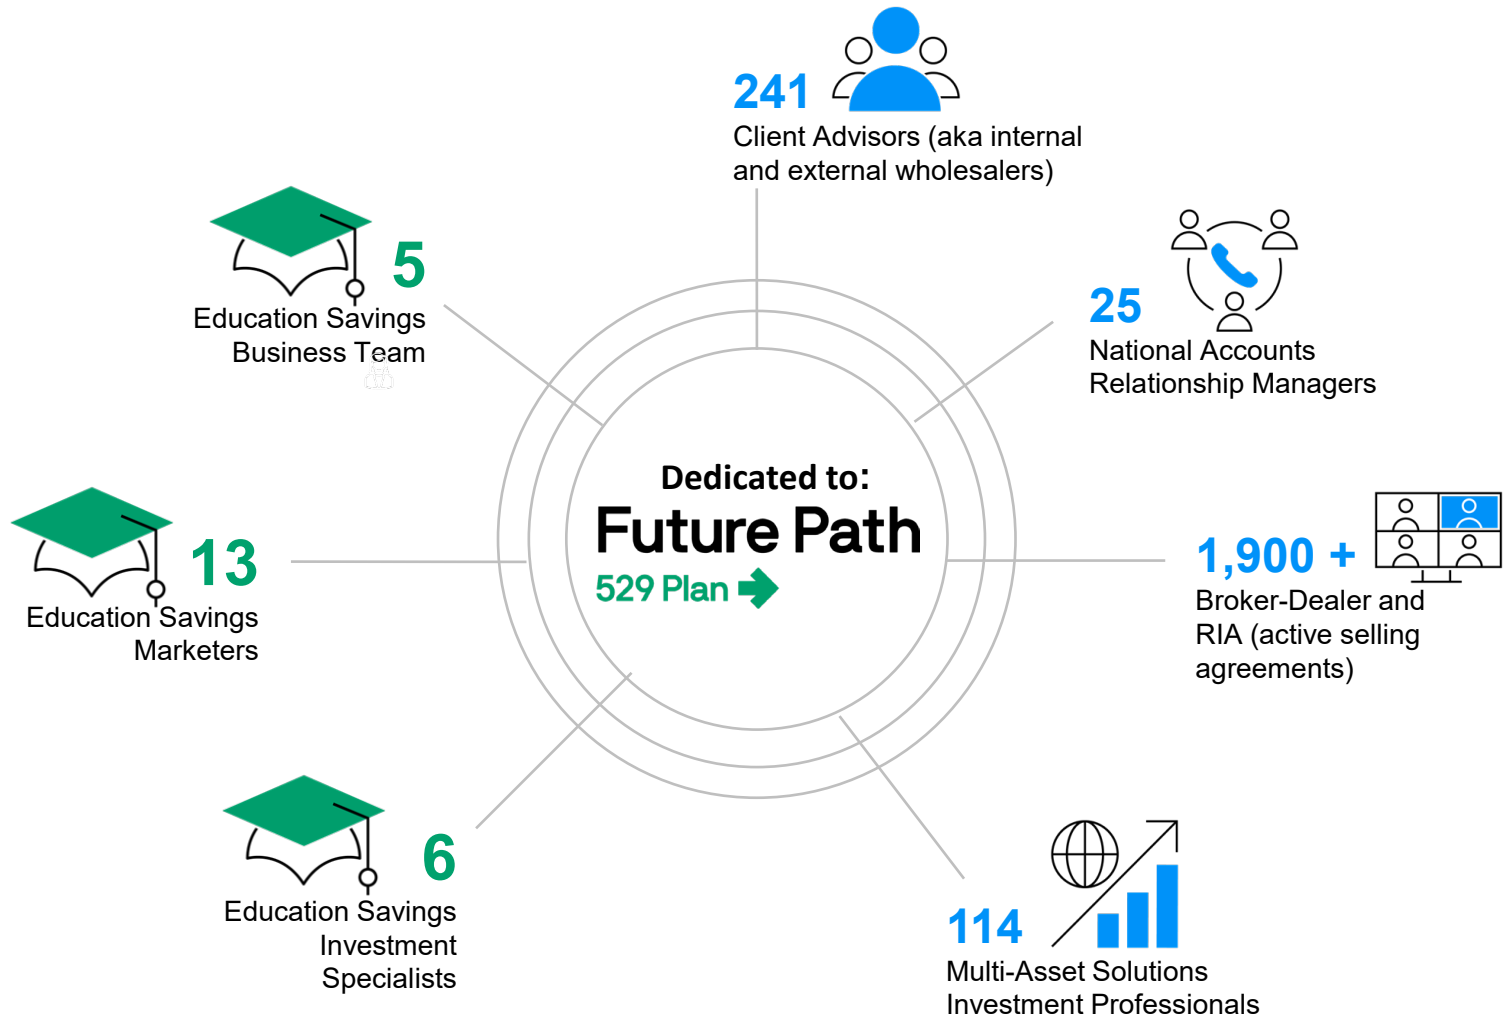 241
Client Advisors (aka internal
and external wholesalers)
5
Education Savings
Business Team
25
National Accounts
Relationship Managers
Dedicated to:
Future Path
529 Plan
13
Education Savings
Marketers
1,900 +
Broker-Dealer and
RIA (active selling
agreements)
6
Education Savings
Investment
Specialists
114
Multi-Asset Solutions
Investment Professionals